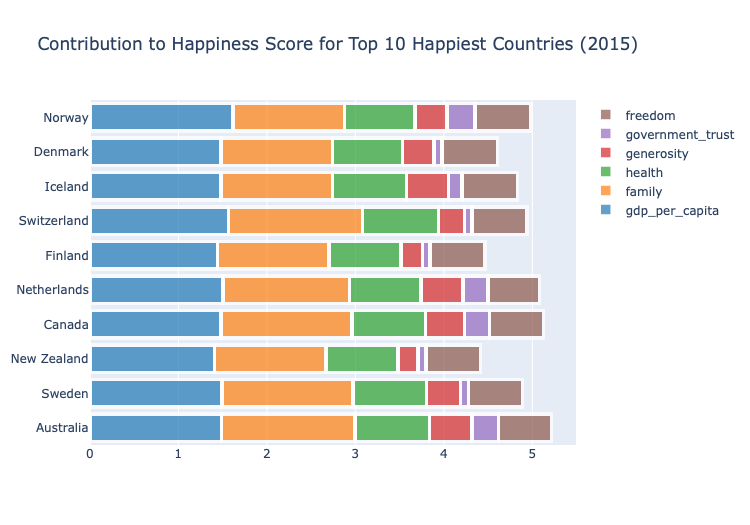 Contribution to Happiness Score for Top 10 Happiest Countries (2015)
Norway
Denmark
Iceland
Switzerland
Finland
Netherlands
Canada
New Zealand
Sweden
Australia
0 1 2 3 4 5
freedom
government_trust
generosity
health
family
gdp_per_capita